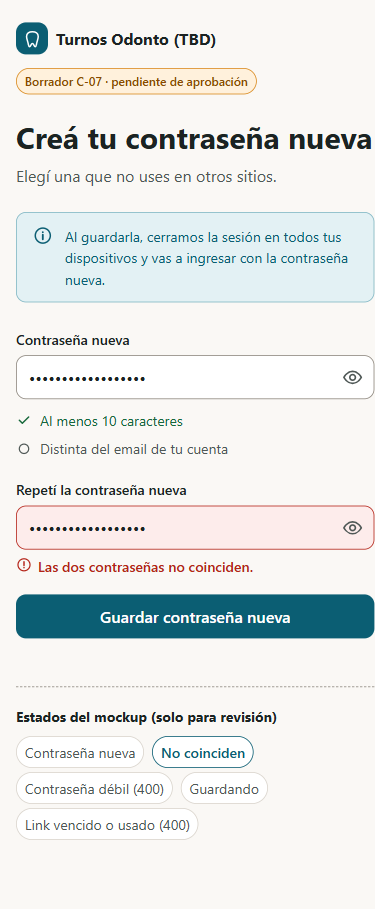 Turnos Odonto (TBD)
Borrador C-07 · pendiente de aprobación
Creá tu contraseña nueva
Elegí una que no uses en otros sitios.
Al guardarla, cerramos la sesión en todos tus
dispositivos y vas a ingresar con la contraseña
nueva.
Contraseña nueva
••••••••••••••••••
Al menos 10 caracteres
Distinta del email de tu cuenta
Repetí la contraseña nueva
••••••••••••••••••
Las dos contraseñas no coinciden.
Guardar contraseña nueva
Estados del mockup (solo para revisión)
Contraseña nueva
No coinciden
Contraseña débil (400)
Guardando
Link vencido o usado (400)